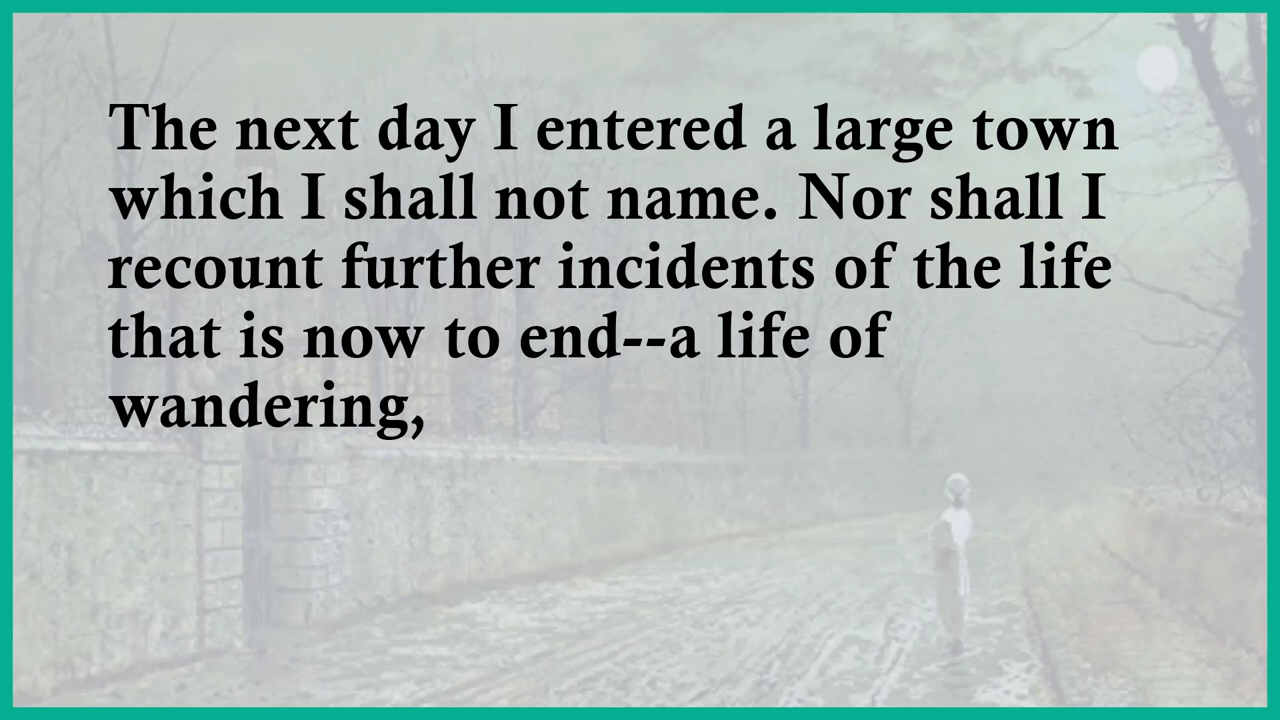 The next day I entered a large town
which I shall not name. Nor shall I
recount further incidents of the life
that is now to end--a life of
wandering,